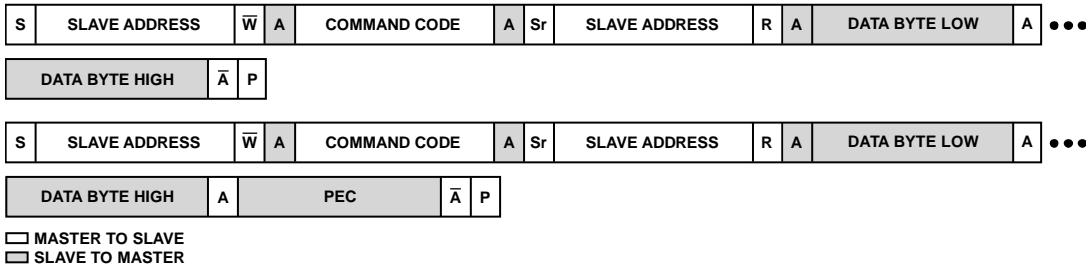 S SLAVE ADDRESS W̅ A COMMAND CODE A Sr SLAVE ADDRESS R A DATA BYTE LOW A •••
DATA BYTE HIGH A̅ P
S SLAVE ADDRESS W̅ A COMMAND CODE A Sr SLAVE ADDRESS R A DATA BYTE LOW A •••
DATA BYTE HIGH A PEC A̅ P
MASTER TO SLAVE
SLAVE TO MASTER